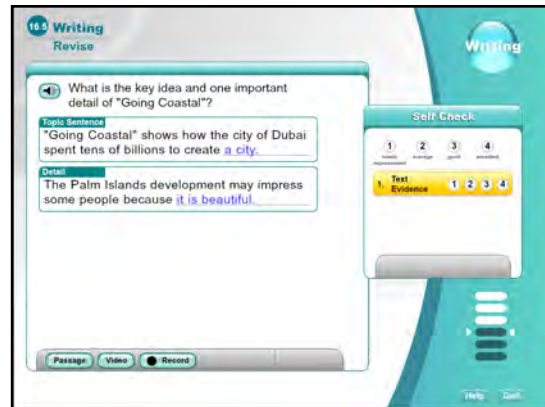 16.5 Writing
Revise
Writing
What is the key idea and one important
detail of "Going Coastal"?
Topic Sentence
"Going Coastal" shows how the city of Dubai
spent tens of billions to create a city.
Detail
The Palm Islands development may impress
some people because it is beautiful.
Self Check
1 2 3 4
needs improvement average good excellent
1. Text Evidence 1 2 3 4
Passage Video Record
Help Quit